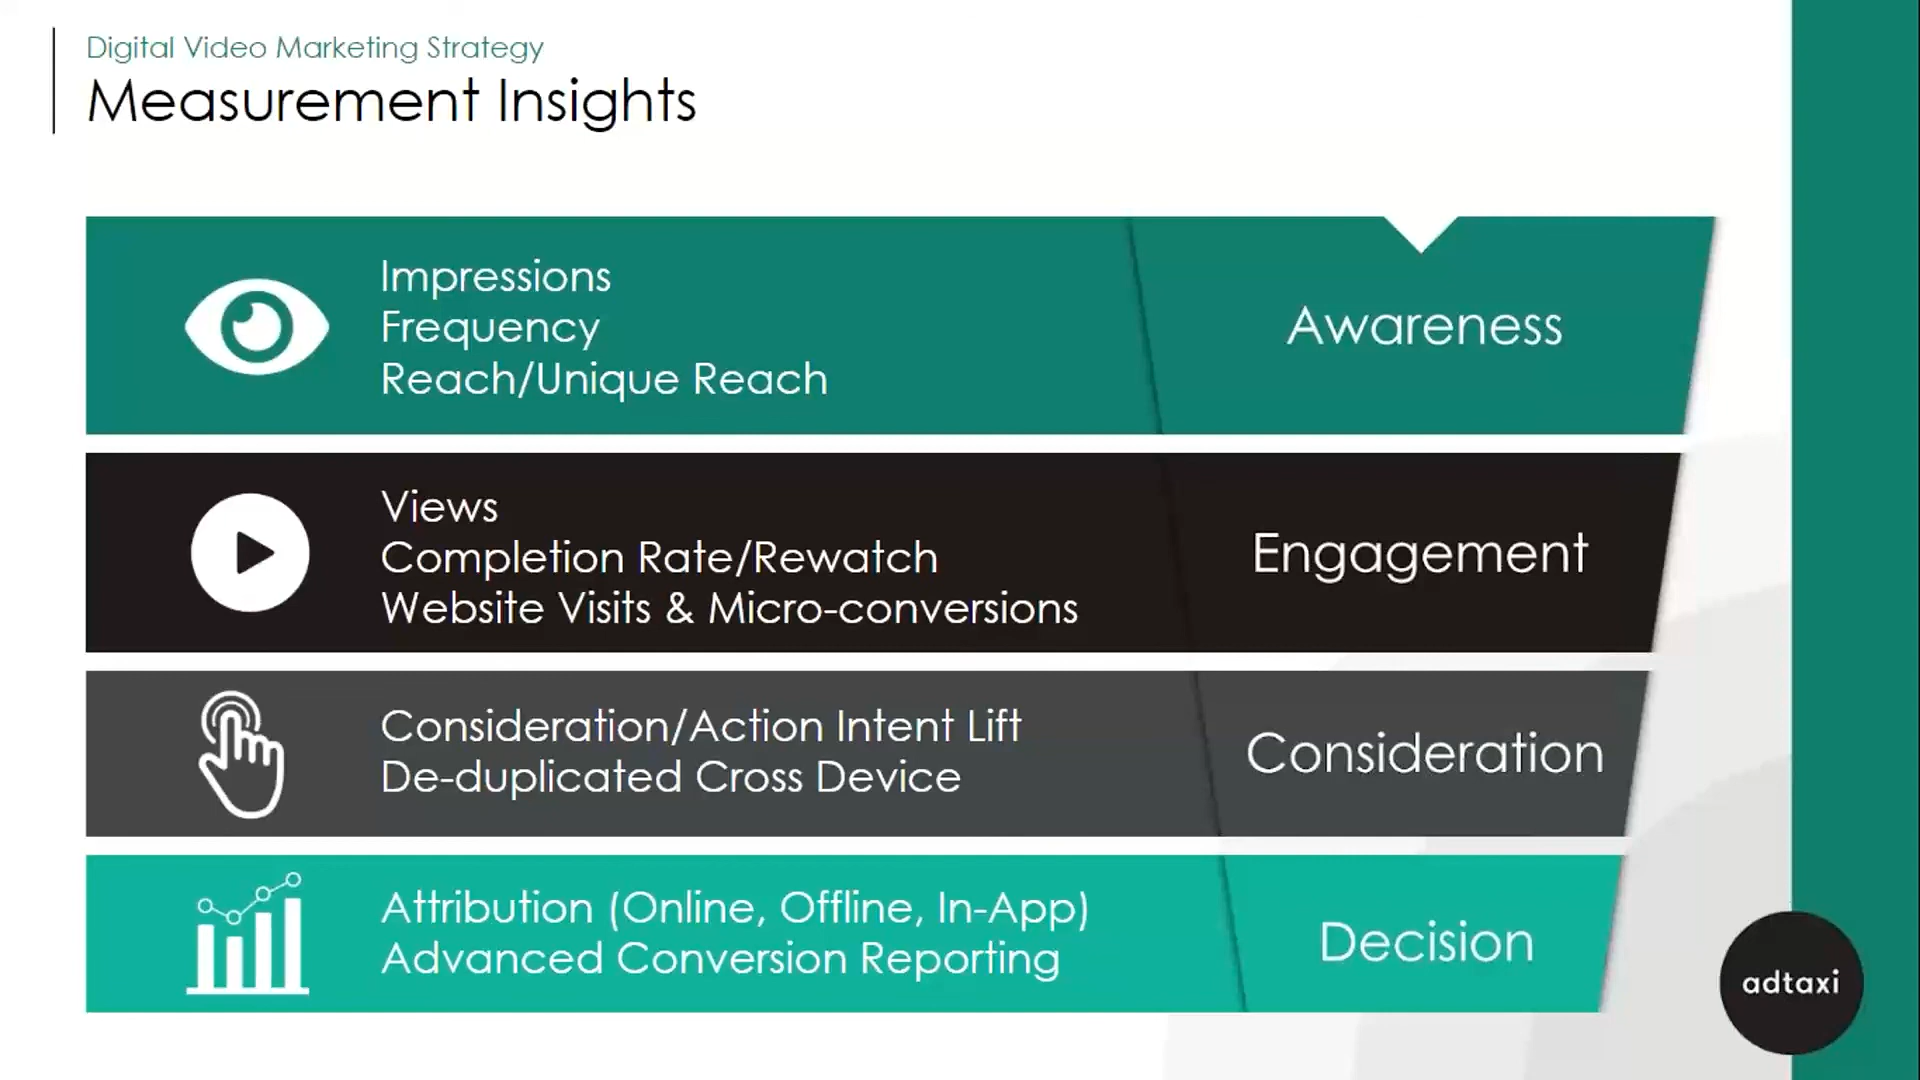 Digital Video Marketing Strategy
Measurement Insights
Impressions
Frequency
Reach/Unique Reach
Awareness
Views
Completion Rate/Rewatch
Website Visits & Micro-conversions
Engagement
Consideration/Action Intent Lift
De-duplicated Cross Device
Consideration
Attribution (Online, Offline, In-App)
Advanced Conversion Reporting
Decision
adtaxi